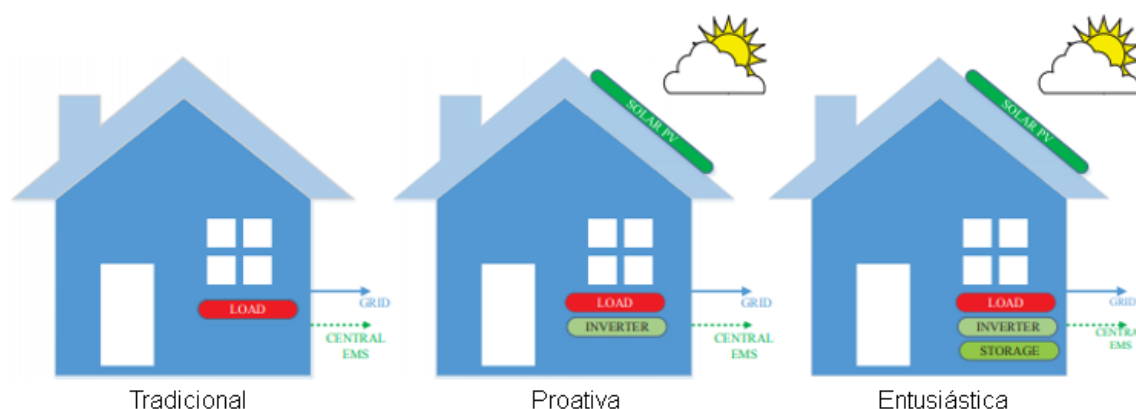 SOLAR PV
LOAD
GRID
CENTRAL
EMS
Tradicional
SOLAR PV
LOAD
INVERTER
GRID
CENTRAL
EMS
Proativa
LOAD
INVERTER
STORAGE
GRID
CENTRA
EMS
Entusiástica